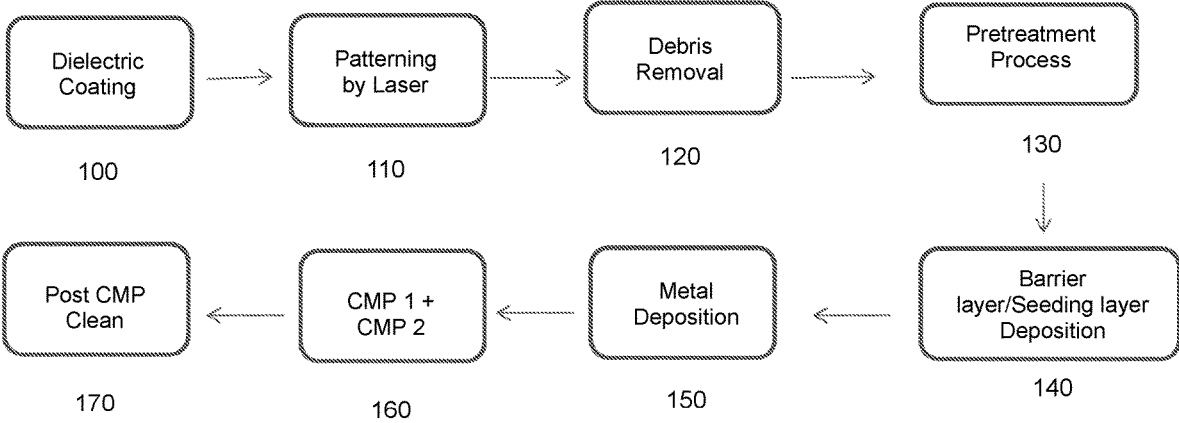 Dielectric
Coating
100
Patterning
by Laser
110
Debris
Removal
120
Pretreatment
Process
130
Barrier
layer/Seeding layer
Deposition
140
Metal
Deposition
150
CMP 1 +
CMP 2
160
Post CMP
Clean
170